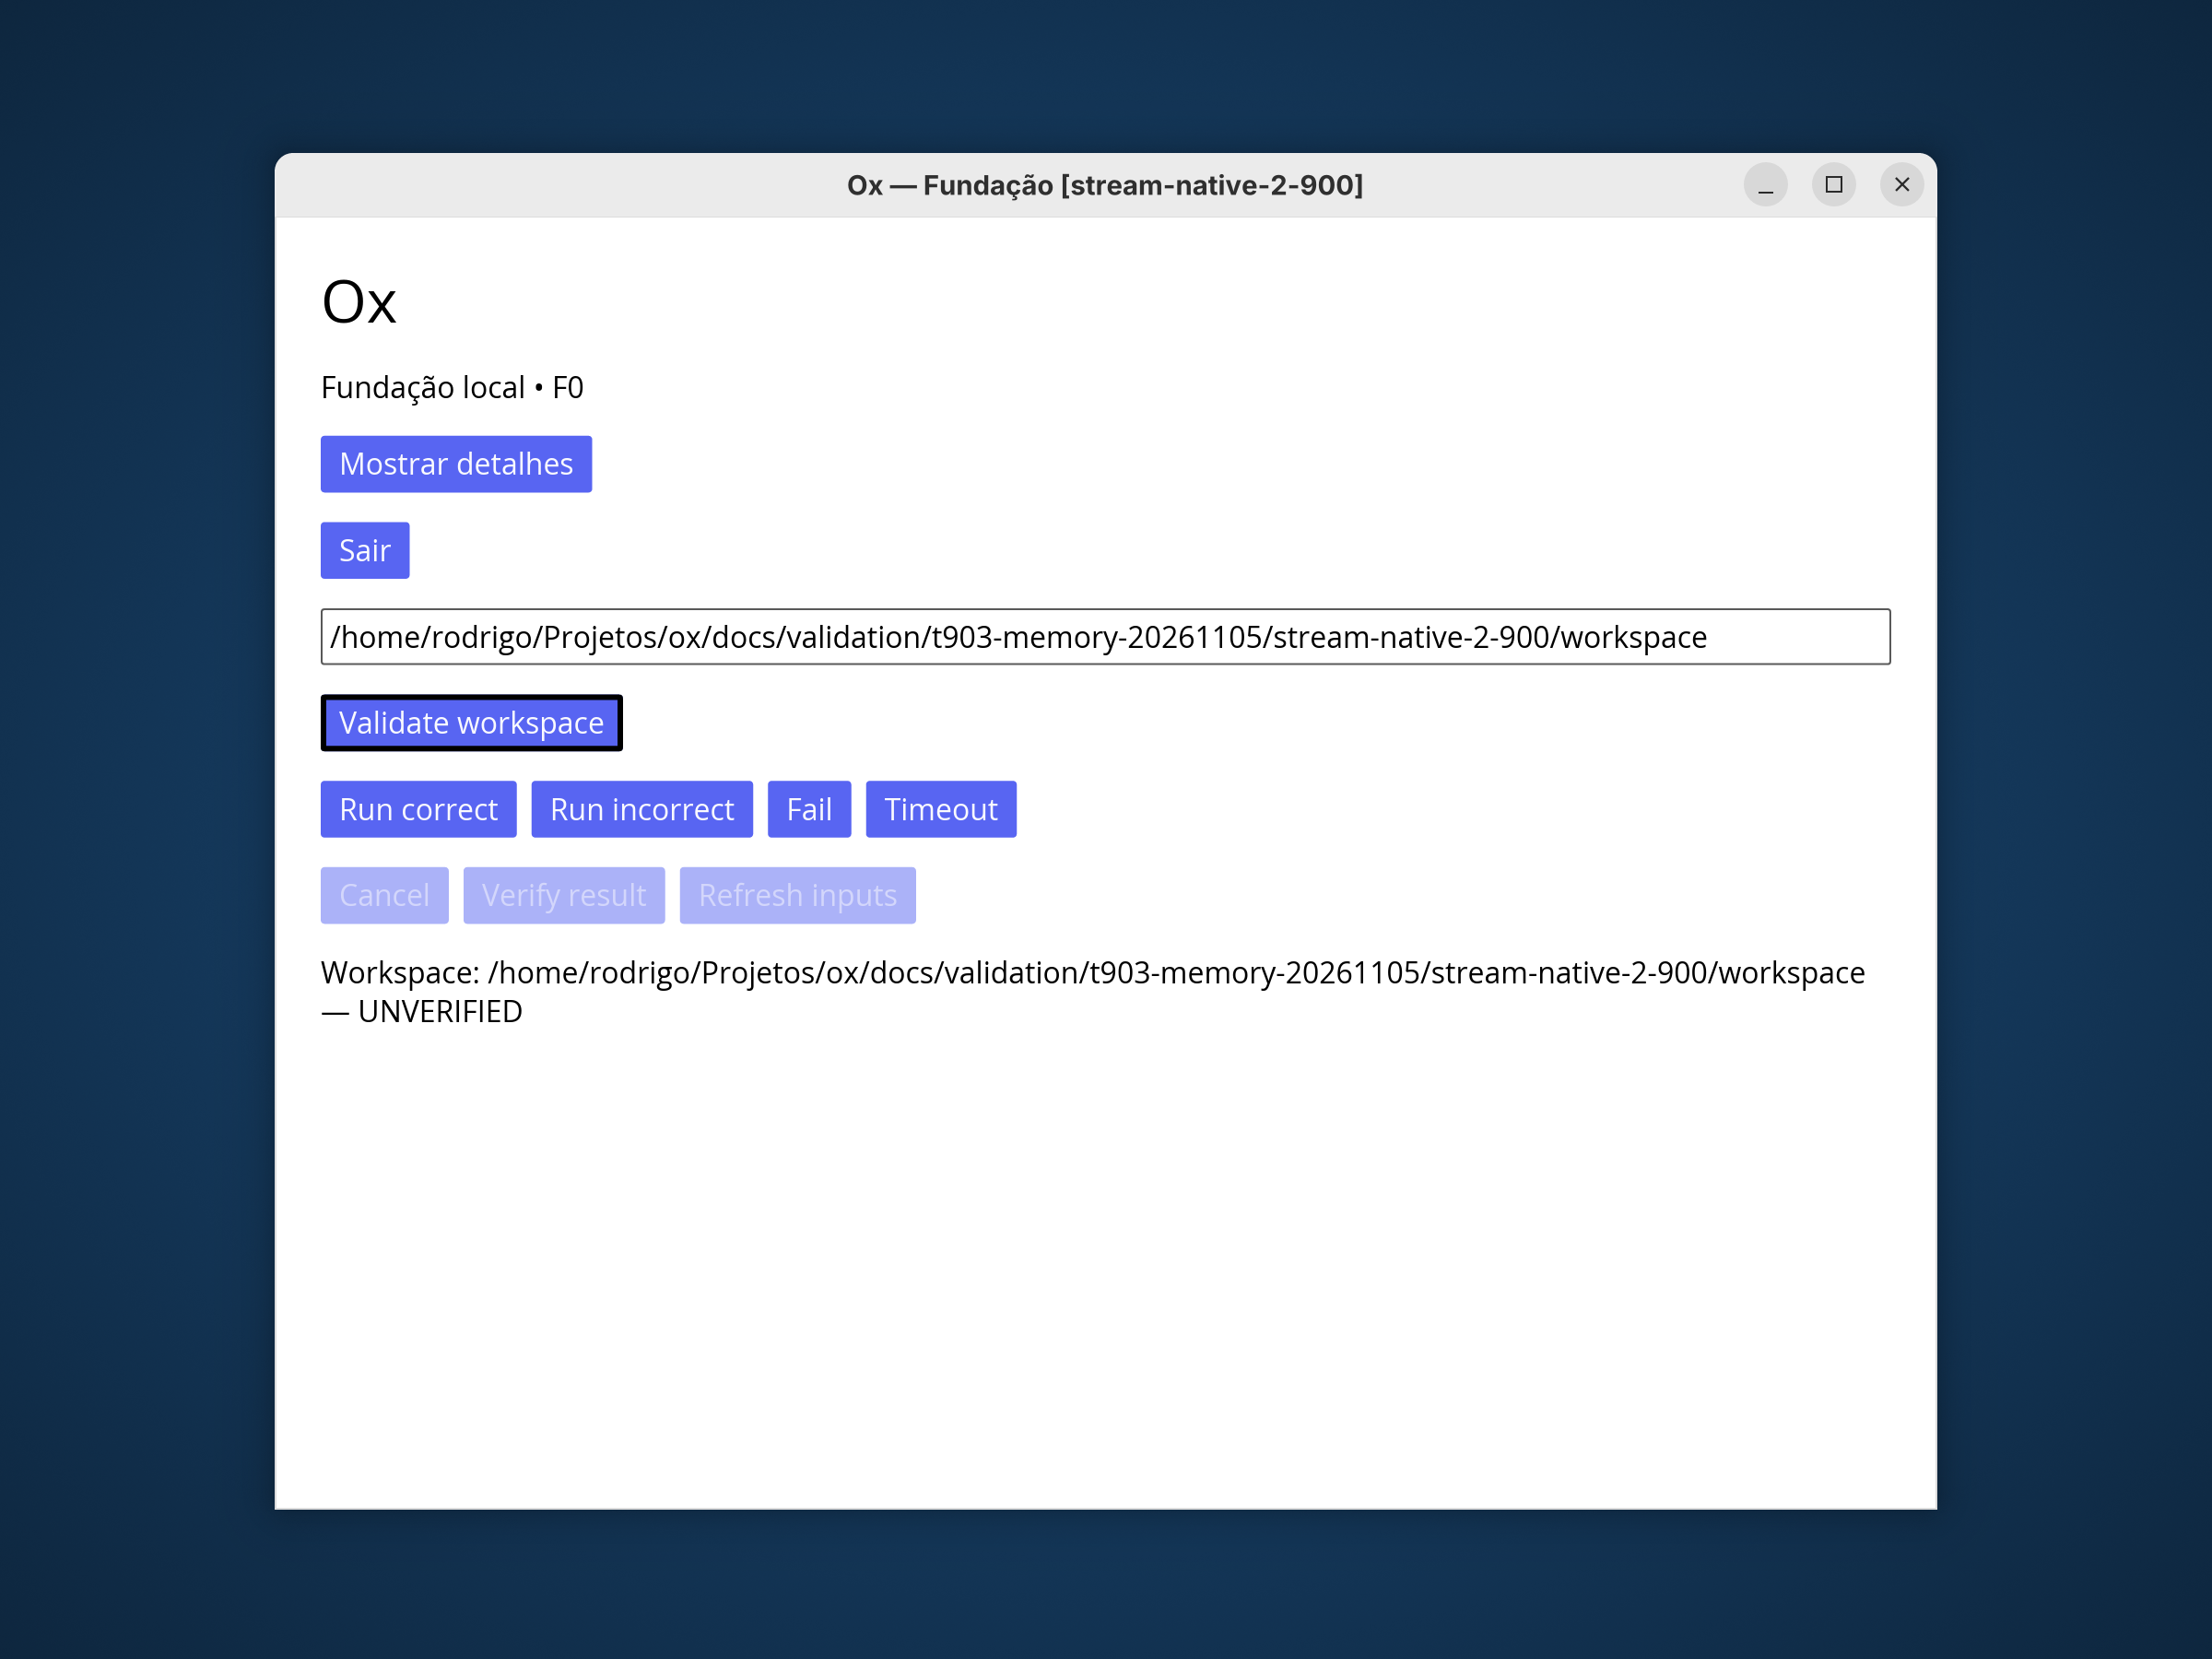 Ox — Fundação [stream-native-2-900]
Ox
Fundação local • F0
Mostrar detalhes
Sair
/home/rodrigo/Projetos/ox/docs/validation/t903-memory-20261105/stream-native-2-900/workspace
Validate workspace
Run correct Run incorrect Fail Timeout
Cancel Verify result Refresh inputs
Workspace: /home/rodrigo/Projetos/ox/docs/validation/t903-memory-20261105/stream-native-2-900/workspace
— UNVERIFIED